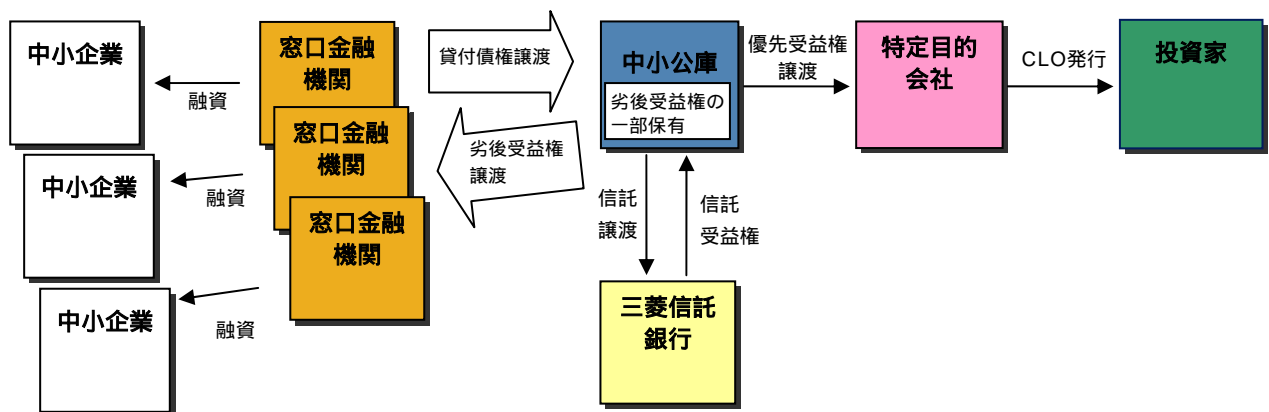 中小企業
融資
中小企業
融資
中小企業
融資
窓口金融
機関
窓口金融
機関
窓口金融
機関
貸付債権譲渡
劣後受益権
譲渡
中小公庫
劣後受益権の
一部保有
信託
譲渡
信託
受益権
三菱信託
銀行
優先受益権
譲渡
特定目的
会社
CLO発行
投資家